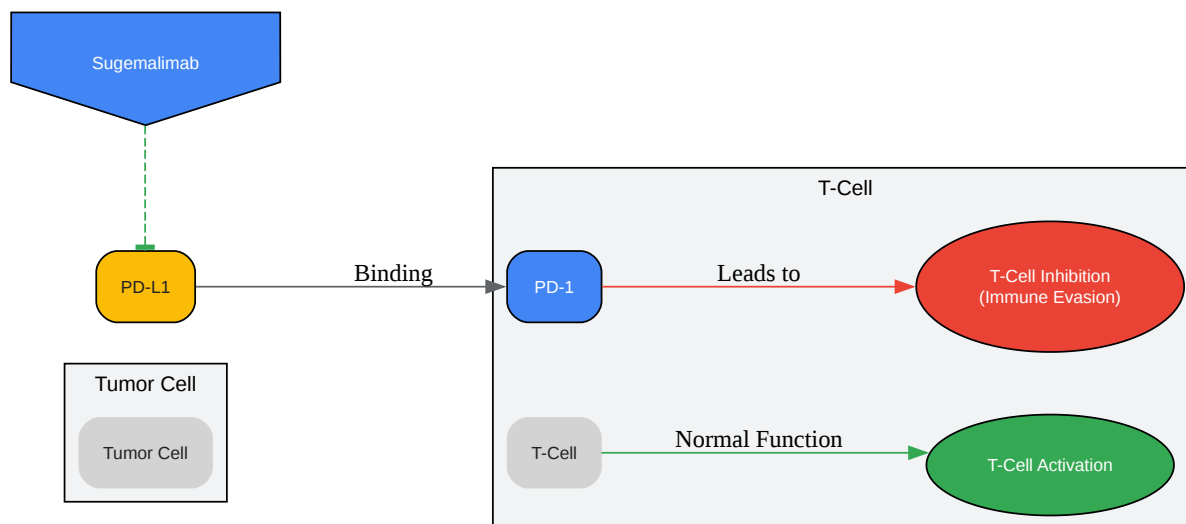 Sugemalimab
T-Cell
PD-L1
Binding
PD-1
Leads to
T-Cell Inhibition
(Immune Evasion)
Tumor Cell
Tumor Cell
T-Cell
Normal Function
T-Cell Activation